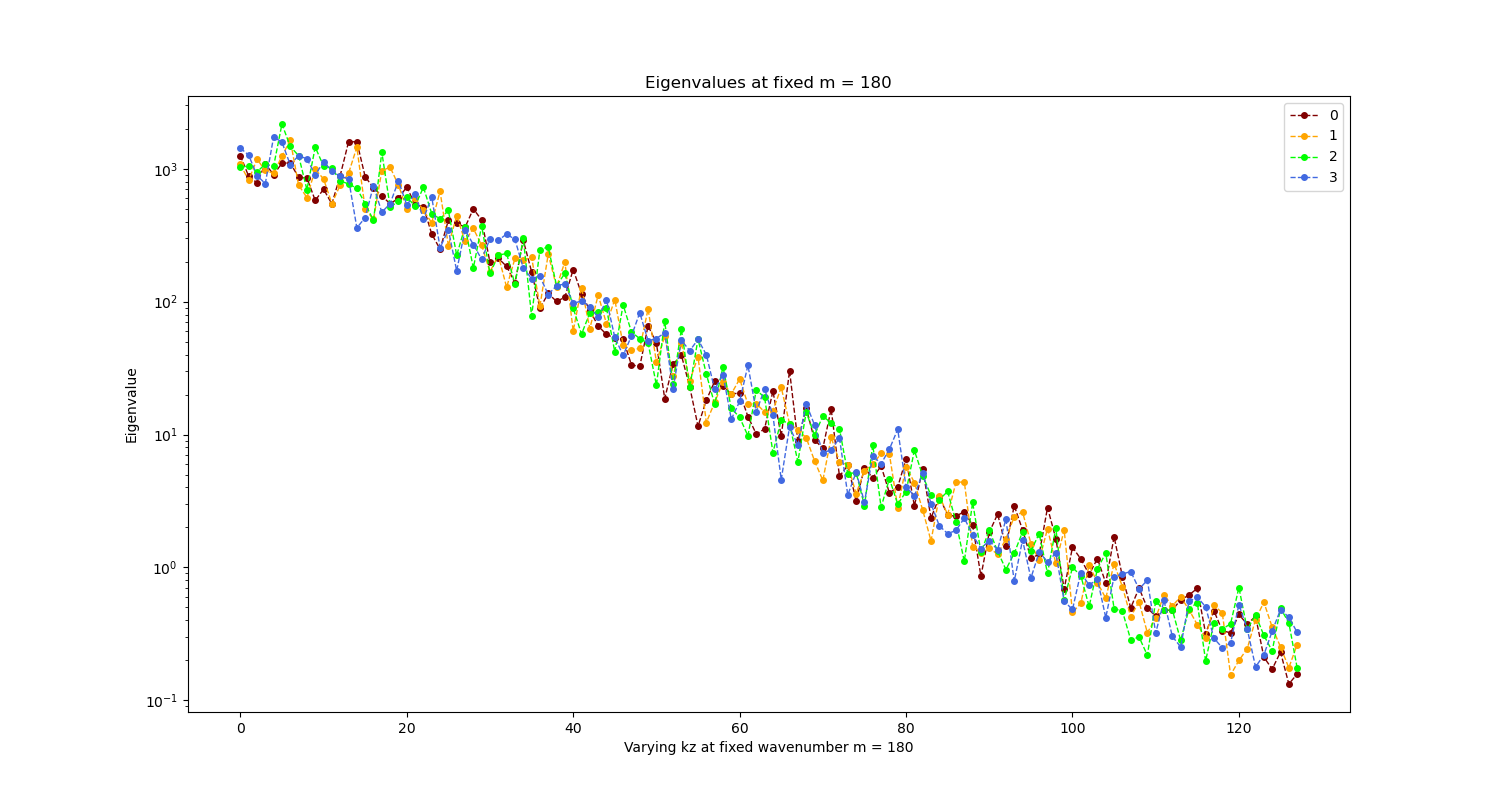 Eigenvalues at fixed m = 180
0
1
2
3
Eigenvalue
10³
10²
10¹
10⁰
10⁻¹
0 20 40 60 80 100 120
Varying kz at fixed wavenumber m = 180